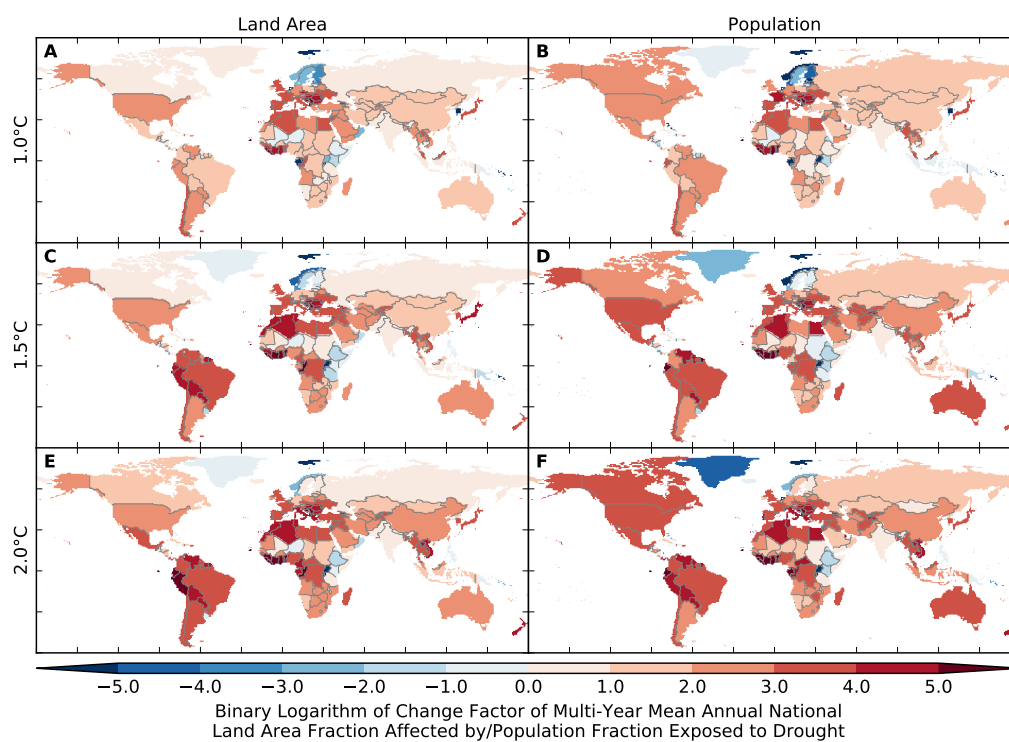 Land Area
Population
A
B
1.0°C
C
D
1.5°C
E
F
2.0°C
−5.0 −4.0 −3.0 −2.0 −1.0 0.0 1.0 2.0 3.0 4.0 5.0
Binary Logarithm of Change Factor of Multi-Year Mean Annual National
Land Area Fraction Affected by/Population Fraction Exposed to Drought